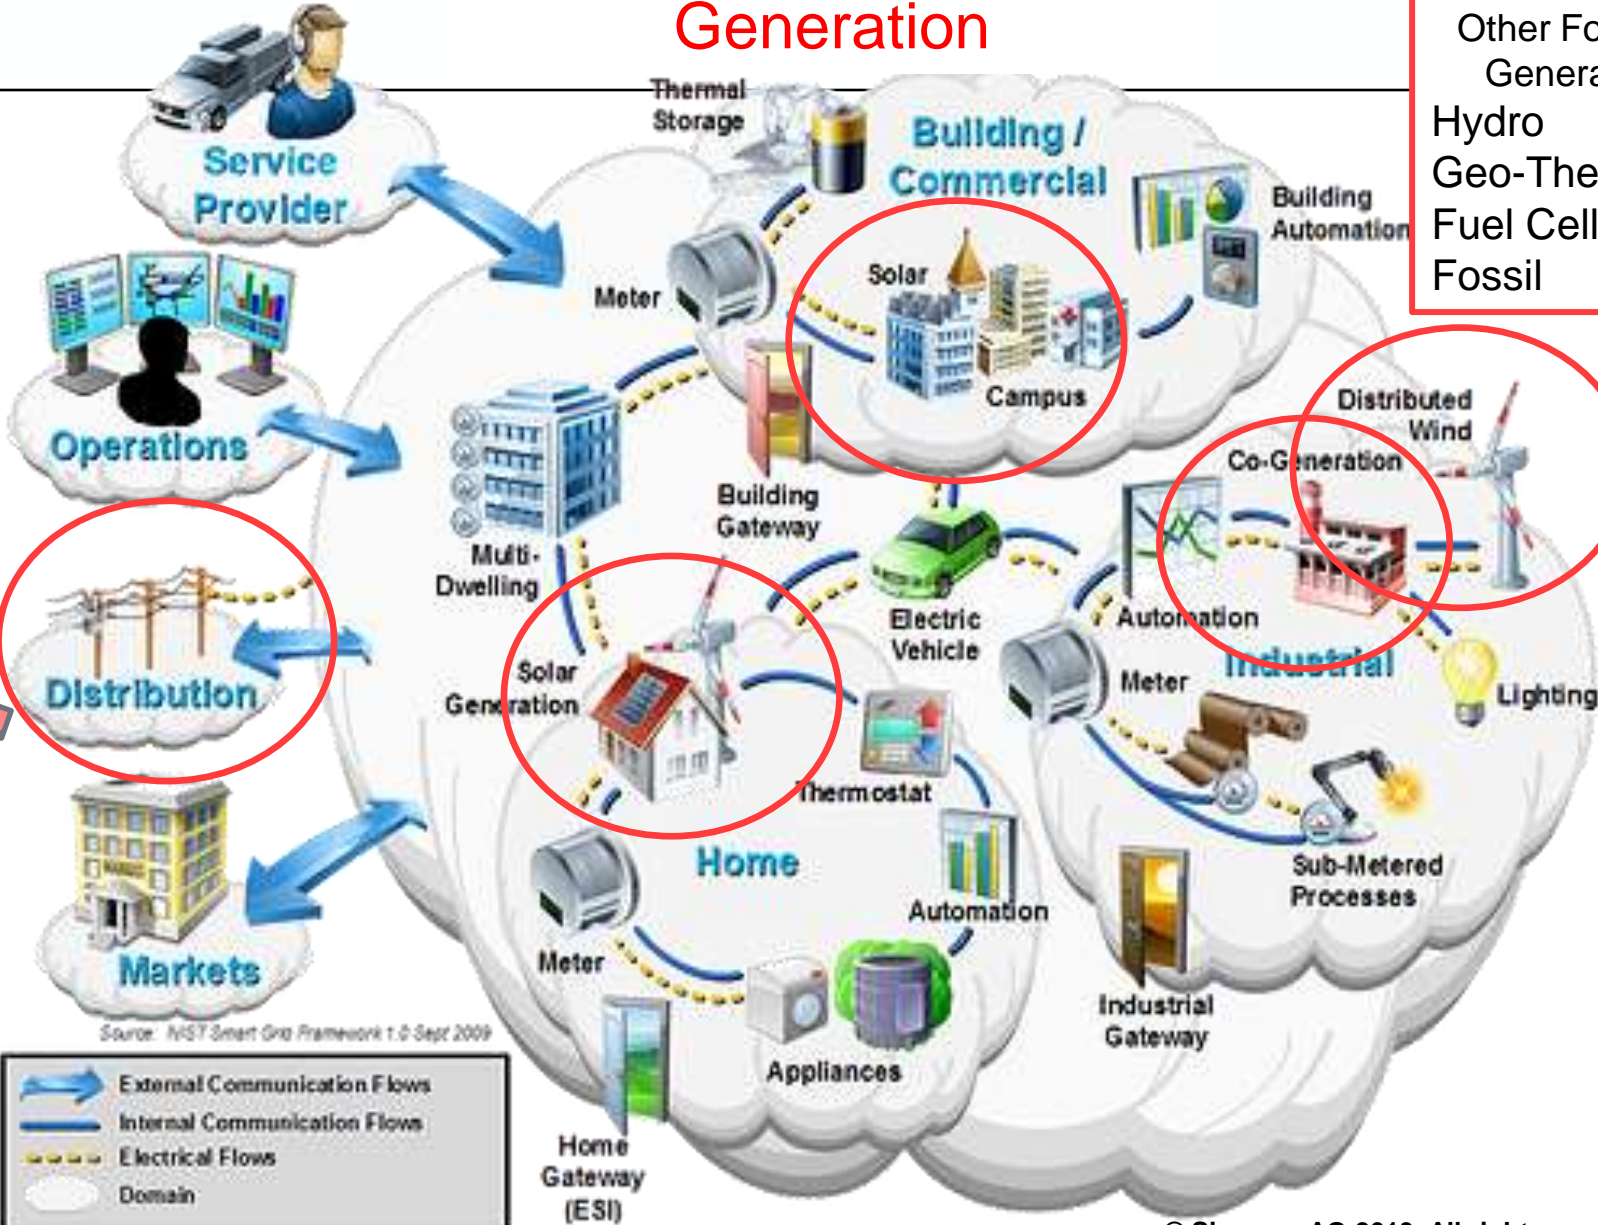 Generation
Other Fo
Genera
Hydro
Geo-The
Fuel Cell
Fossil
Service
Provider
Thermal
Storage
Building /
Commercial
Building
Automation
Meter
Solar
Campus
Operations
Building
Gateway
Multi-
Dwelling
Electric
Vehicle
Distributed
Wind
Co-Generation
Automation
Industrial
Meter
Lighting
Sub-Metered
Processes
Industrial
Gateway
Distribution
Solar
Generation
Thermostat
Home
Automation
Meter
Appliances
Home
Gateway
(ESI)
MARKET
Markets
Source: NIST Smart Grid Framework 1.0 Sept 2009
External Communication Flows
Internal Communication Flows
Electrical Flows
Domain